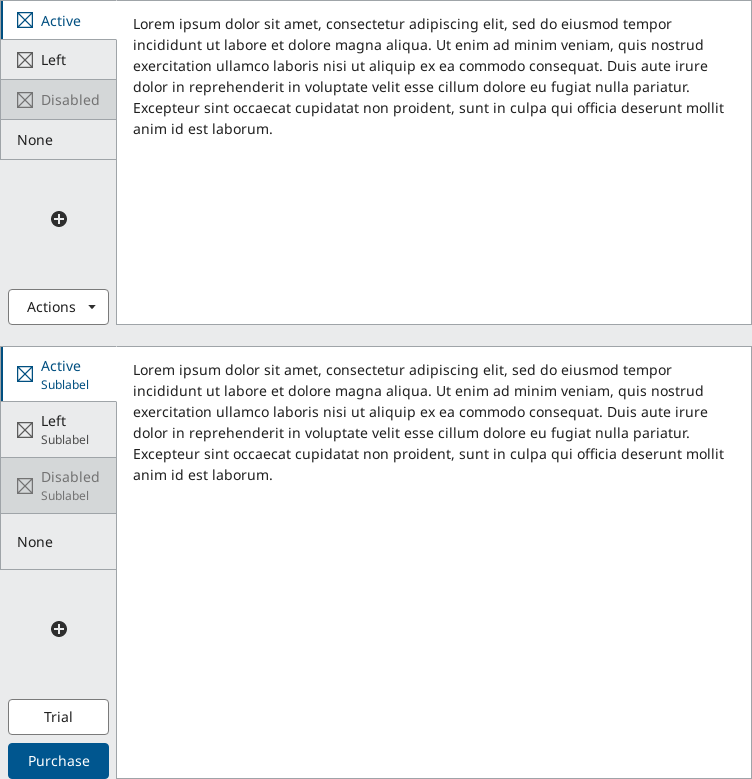 Active
Left
Disabled
None
Actions
Lorem ipsum dolor sit amet, consectetur adipiscing elit, sed do eiusmod tempor
incididunt ut labore et dolore magna aliqua. Ut enim ad minim veniam, quis nostrud
exercitation ullamco laboris nisi ut aliquip ex ea commodo consequat. Duis aute irure
dolor in reprehenderit in voluptate velit esse cillum dolore eu fugiat nulla pariatur.
Excepteur sint occaecat cupidatat non proident, sunt in culpa qui officia deserunt mollit
anim id est laborum.
Active
Sublabel
Left
Sublabel
Disabled
Sublabel
None
Trial
Purchase
Lorem ipsum dolor sit amet, consectetur adipiscing elit, sed do eiusmod tempor
incididunt ut labore et dolore magna aliqua. Ut enim ad minim veniam, quis nostrud
exercitation ullamco laboris nisi ut aliquip ex ea commodo consequat. Duis aute irure
dolor in reprehenderit in voluptate velit esse cillum dolore eu fugiat nulla pariatur.
Excepteur sint occaecat cupidatat non proident, sunt in culpa qui officia deserunt mollit
anim id est laborum.